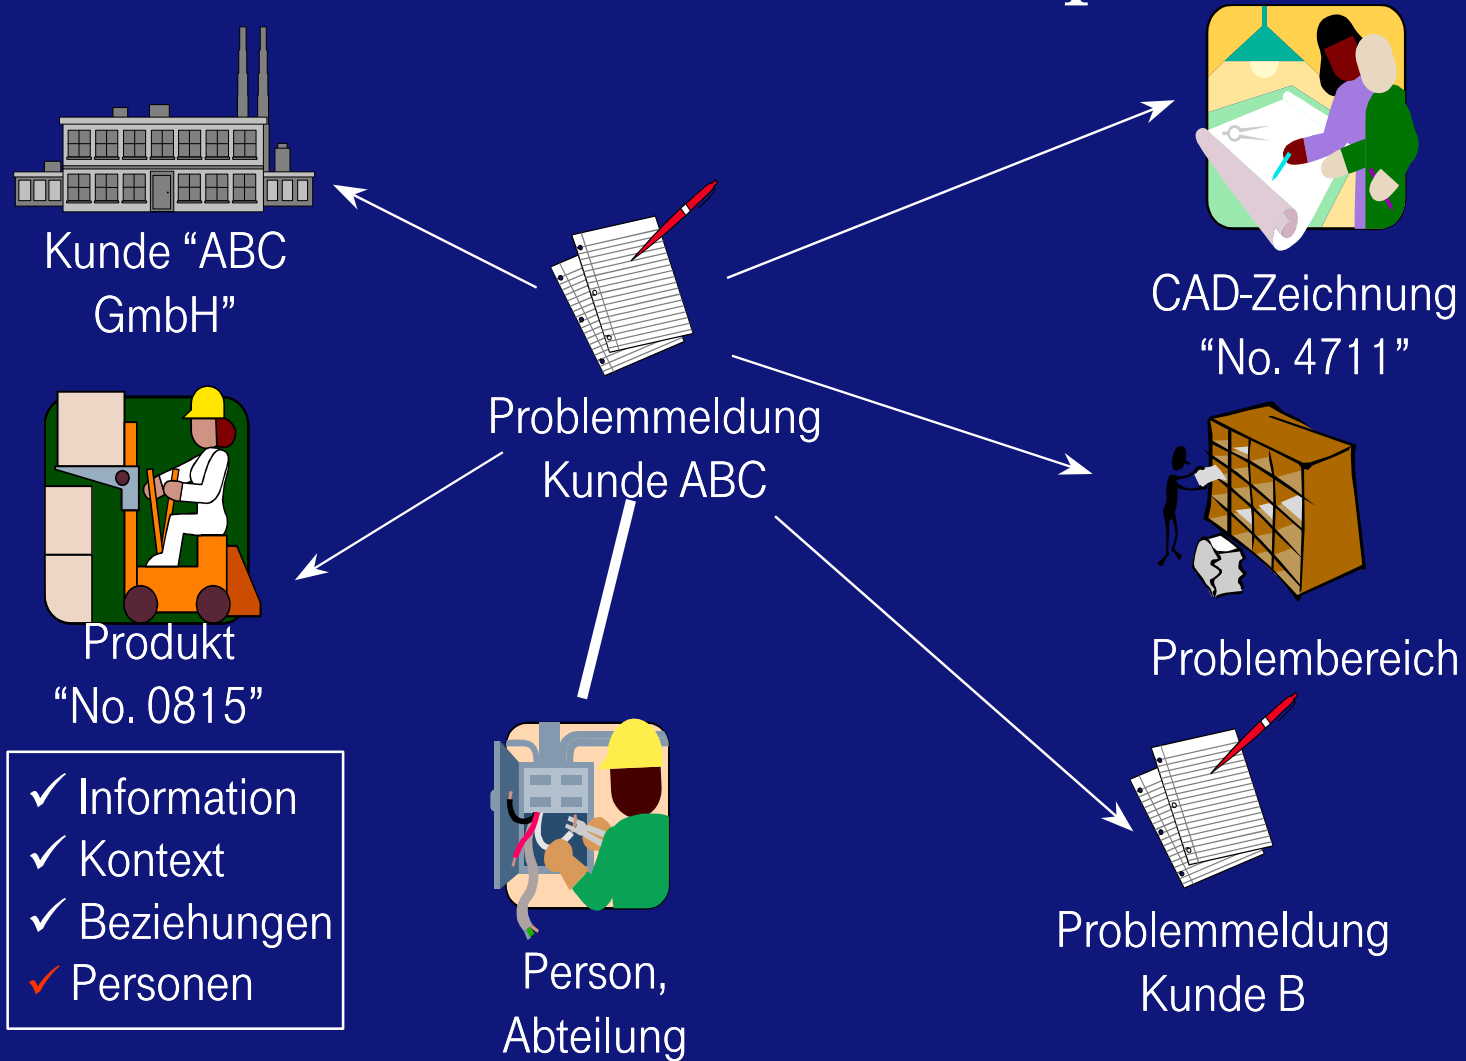 Kunde “ABC
GmbH”
CAD-Zeichnung
“No. 4711”
Problemmeldung
Kunde ABC
Produkt
“No. 0815”
Problembereich
✓ Information
✓ Kontext
✓ Beziehungen
✓ Personen
Person,
Abteilung
Problemmeldung
Kunde B